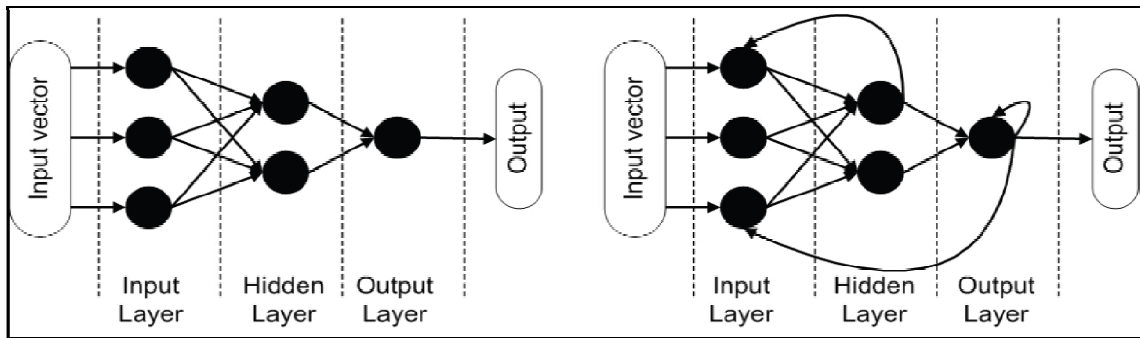 Input vector
Output
Input
Layer
Hidden
Layer
Output
Layer
Input vector
Output
Input
Layer
Hidden
Layer
Output
Layer